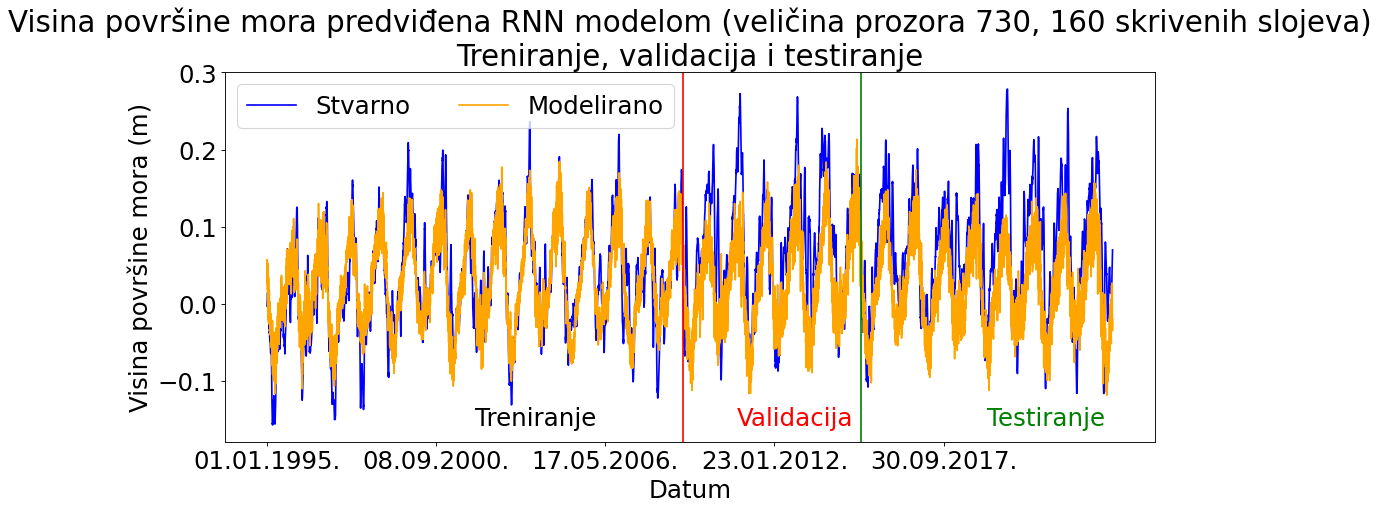 Visina površine mora predviđena RNN modelom (veličina prozora 730, 160 skrivenih slojeva)
Treniranje, validacija i testiranje
Visina površine mora (m)
0.3
0.2
0.1
0.0
−0.1
Stvarno
Modelirano
Treniranje
Validacija
Testiranje
01.01.1995.
08.09.2000.
17.05.2006.
23.01.2012.
30.09.2017.
Datum